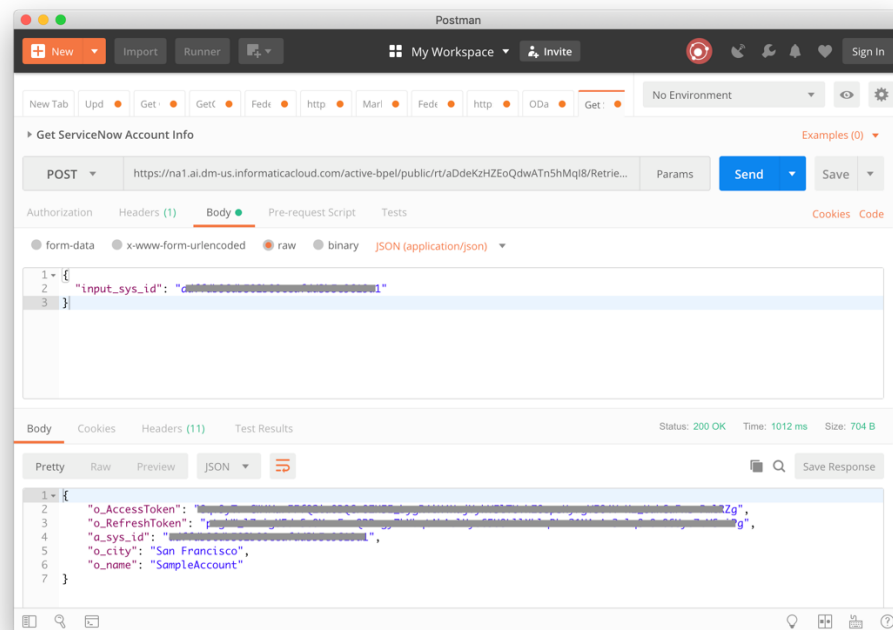 Postman
New Import Runner My Workspace Invite Sign In
New Tab Upd Get GetC Fede http Marl Fede http ODa Get No Environment
Get ServiceNow Account Info Examples (0)
POST https://na1.ai.dm-us.informaticacloud.com/active-bpel/public/rt/aDdeKzHZEoQdwATn5hMqI8/Retrie... Params Send Save
Authorization Headers (1) Body Pre-request Script Tests Cookies Code
form-data x-www-form-urlencoded raw binary JSON (application/json)
1 {
2 "input_sys_id": "
3 }
Body Cookies Headers (11) Test Results Status: 200 OK Time: 1012 ms Size: 704 B
Pretty Raw Preview JSON Save Response
1 {
2 "o_AccessToken": "
3 "o_RefreshToken": "
4 "a_sys_id": "
5 "o_city": "San Francisco",
6 "o_name": "SampleAccount"
7 }